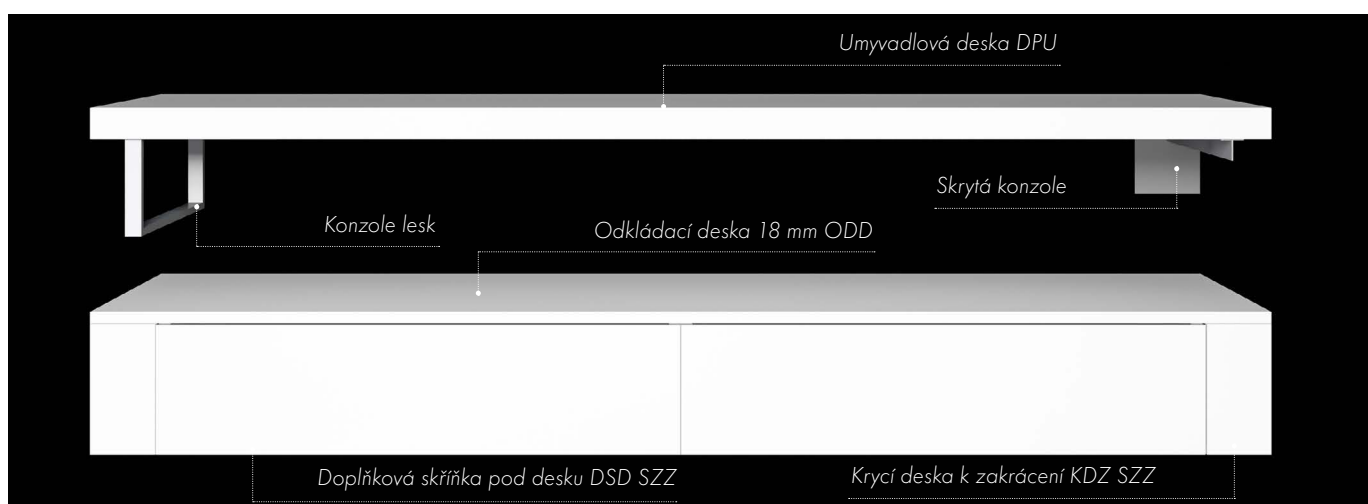 Umyvadlová deska DPU
Skrytá konzole
Konzole lesk
Odkládací deska 18 mm ODD
Doplňková skříňka pod desku DSD SZZ
Krycí deska k zakrácení KDZ SZZ